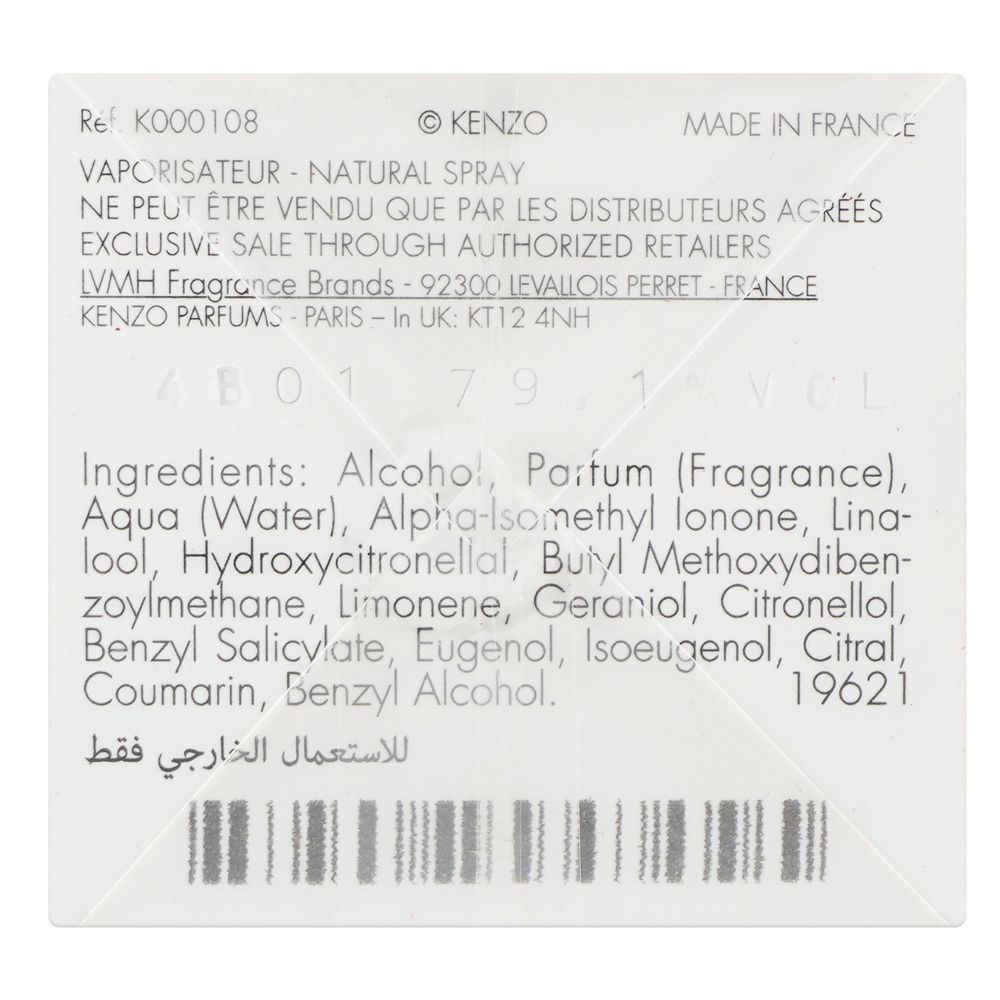 Réf. K000108 © KENZO MADE IN FRANCE
VAPORISATEUR - NATURAL SPRAY
NE PEUT ÊTRE VENDU QUE PAR LES DISTRIBUTEURS AGRÉÉS
EXCLUSIVE SALE THROUGH AUTHORIZED RETAILERS
LVMH Fragrance Brands - 92300 LEVALLOIS PERRET - FRANCE
KENZO PARFUMS - PARIS – In UK: KT12 4NH
4B01 79.1%VOL
Ingredients: Alcohol, Parfum (Fragrance),
Aqua (Water), Alpha-Isomethyl Ionone, Lina-
lool, Hydroxycitronellal, Butyl Methoxydiben-
zoylmethane, Limonene, Geraniol, Citronellol,
Benzyl Salicylate, Eugenol, Isoeugenol, Citral,
Coumarin, Benzyl Alcohol. 19621
للاستعمال الخارجي فقط